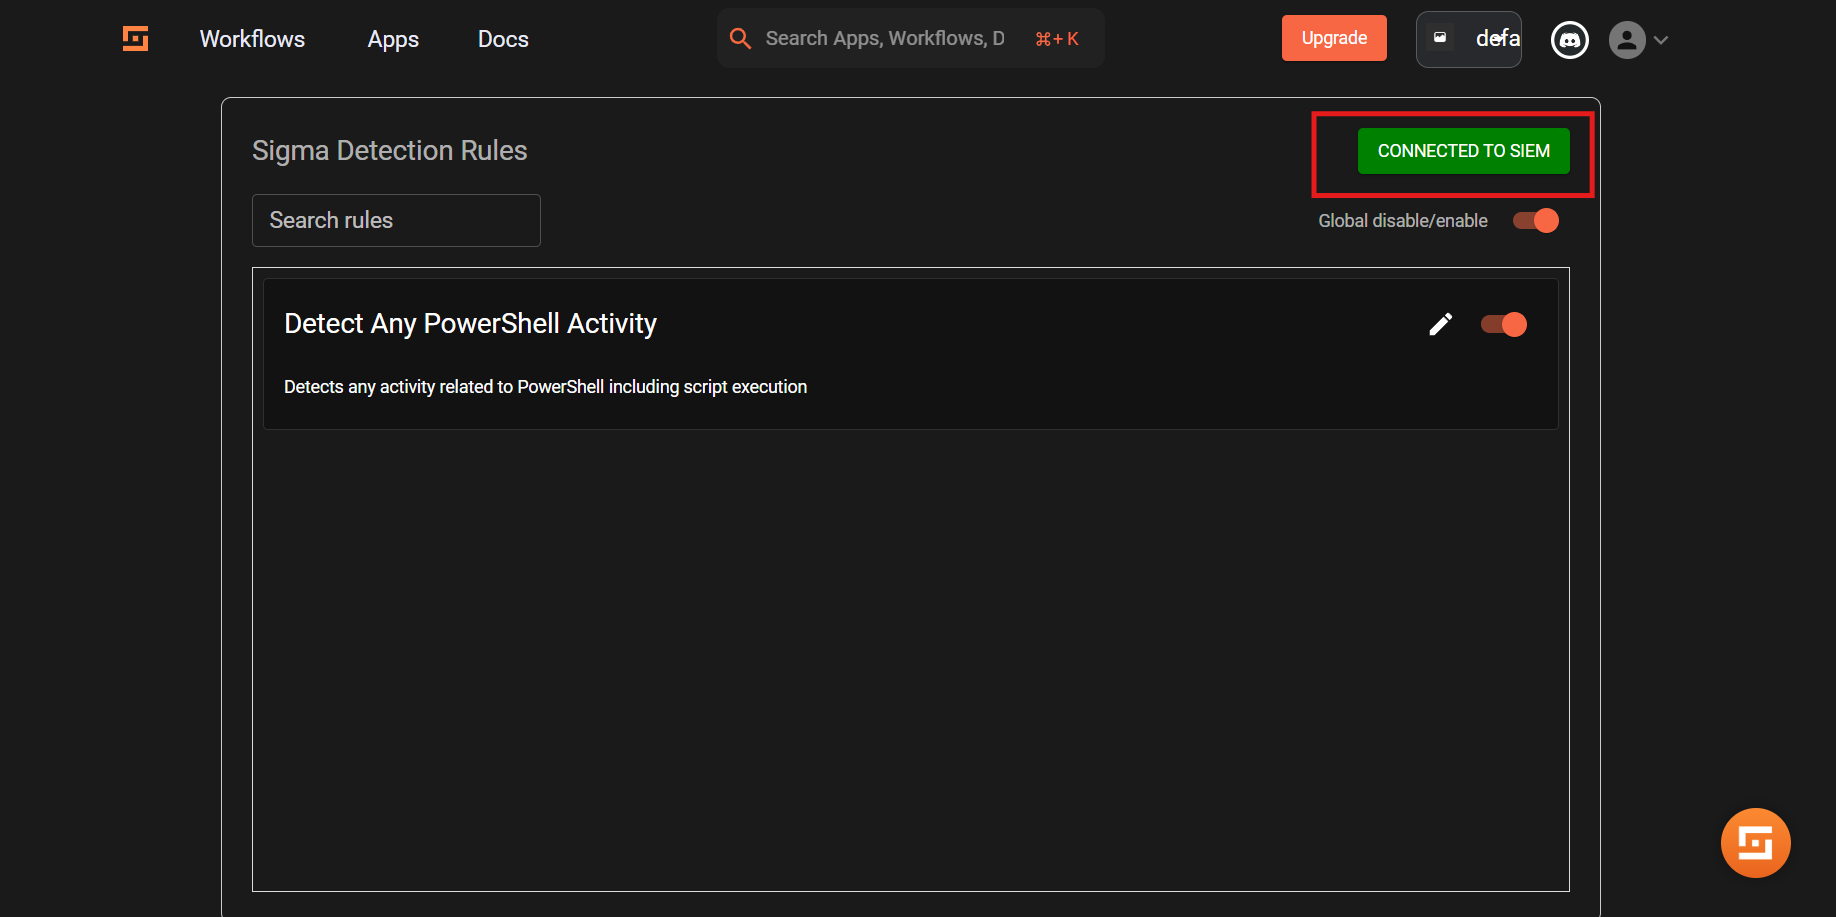 Workflows
Apps
Docs
Search Apps, Workflows, D
⌘+ K
Upgrade
defa
Sigma Detection Rules
CONNECTED TO SIEM
Search rules
Global disable/enable
Detect Any PowerShell Activity
Detects any activity related to PowerShell including script execution